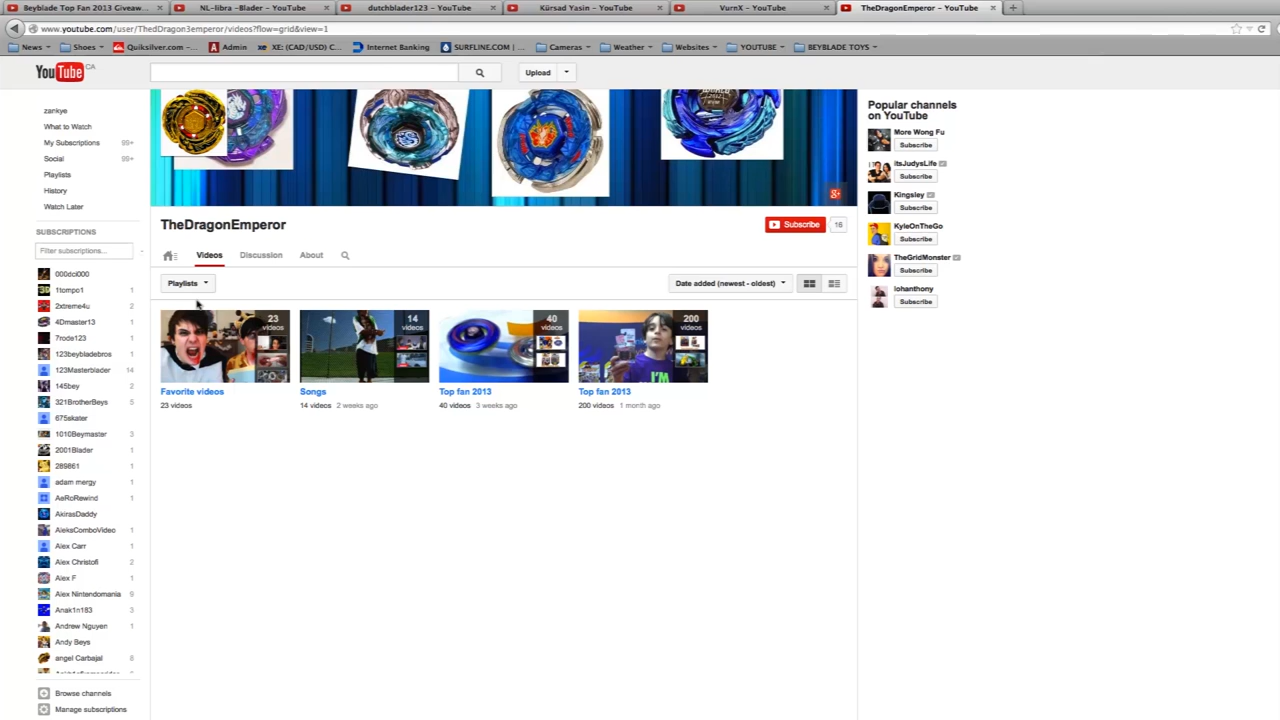 Beyblade Top Fan 2013 Giveaw...
NL-libra -Blader - YouTube
dutchblader123 - YouTube
Kürsad Yasin - YouTube
VurnX - YouTube
TheDragonEmperor - YouTube
www.youtube.com/user/ThedDragon3emperor/videos?flow=grid&view=1
News
Shoes
Quiksilver.com -...
Admin
XE: (CAD/USD) C...
Internet Banking
SURFLINE.COM | ...
Cameras
Weather
Websites
YOUTUBE
BEYBLADE TOYS
YouTube CA
Upload
zankye
What to Watch
My Subscriptions 99+
Social 99+
Playlists
History
Watch Later
SUBSCRIPTIONS
Filter subscriptions...
000dci000
1tompo1 1
2xtreme4u 2
4Dmaster13 1
7rode123 1
123beybladebros 1
123Masterblader 14
145bey 2
321BrotherBeys 5
675skater
1010Beymaster 3
2001Blader 1
289861 1
adam mergy 1
AeRoRewind 1
AkirasDaddy
AleksComboVideo 1
Alex Carr 1
Alex Christofi 2
Alex F 1
Alex Nintendomania 9
Anak1n183 3
Andrew Nguyen 1
Andy Beys
angel Carbajal 8
Browse channels
Manage subscriptions
TheDragonEmperor
Subscribe 16
Videos
Discussion
About
Playlists
Date added (newest - oldest)
23 videos
14 videos
40 videos
200 videos
I'M
Favorite videos
23 videos
Songs
14 videos 2 weeks ago
Top fan 2013
40 videos 3 weeks ago
Top fan 2013
200 videos 1 month ago
Popular channels
on YouTube
More Wong Fu
Subscribe
itsJudysLife
Subscribe
Kingsley
Subscribe
KyleOnTheGo
Subscribe
TheGridMonster
Subscribe
lohanthony
Subscribe